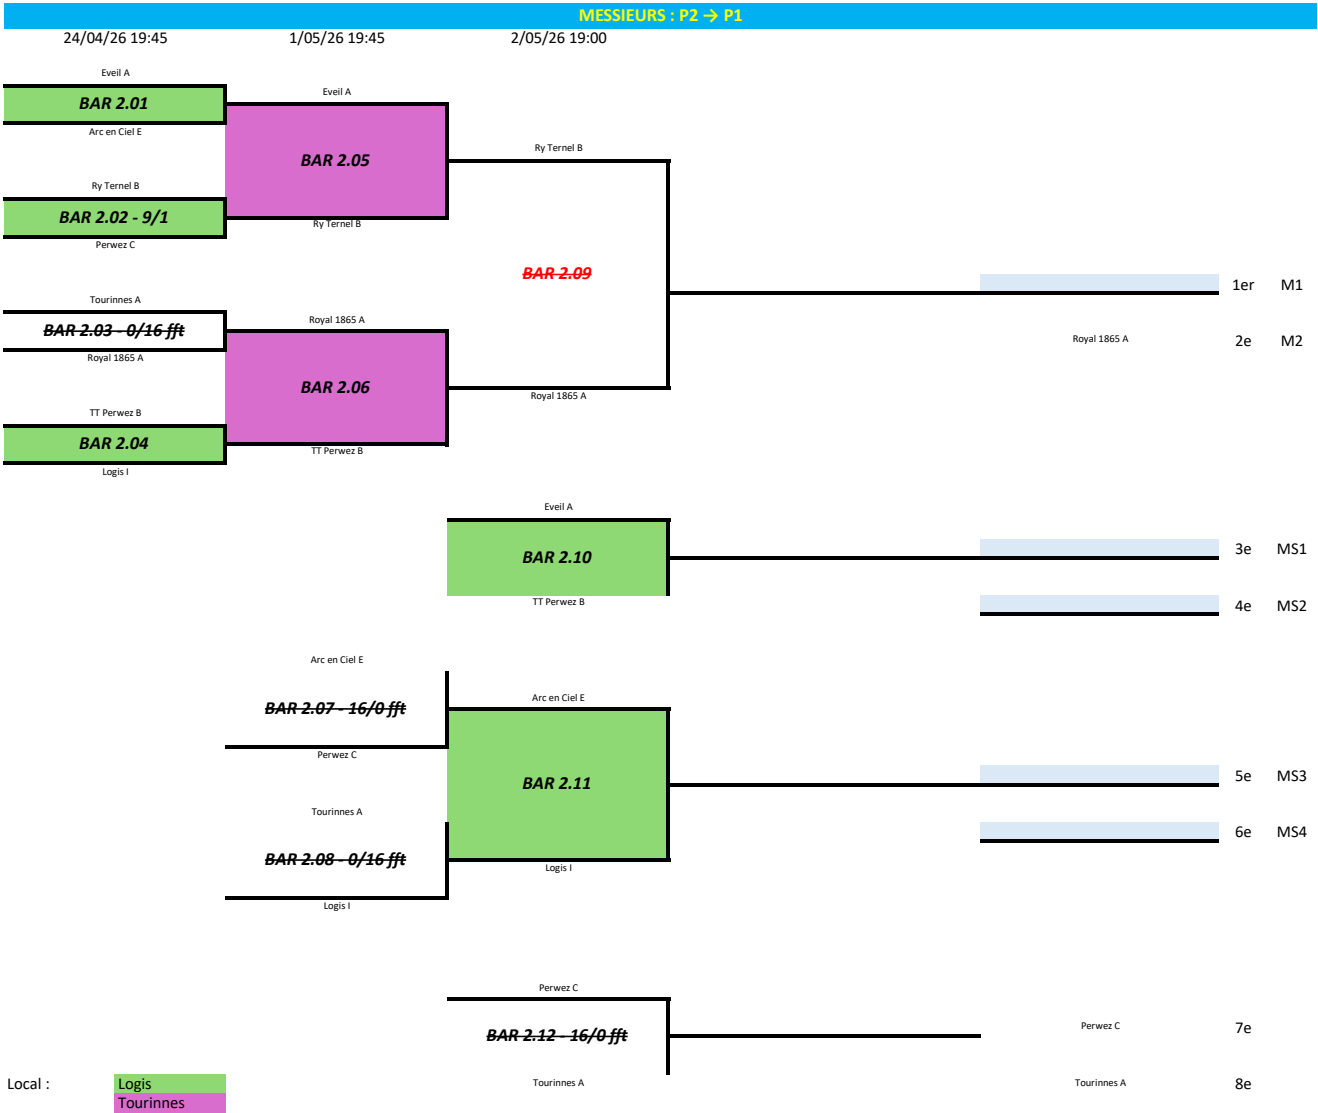 MESSIEURS : P2 → P1
24/04/26 19:45
1/05/26 19:45
2/05/26 19:00
Eveil A
BAR 2.01
Arc en Ciel E
Eveil A
BAR 2.05
Ry Ternel B
Ry Ternel B
BAR 2.02 - 9/1
Perwez C
Ry Ternel B
BAR 2.09
Royal 1865 A
Tourinnes A
BAR 2.03 - 0/16 fft
Royal 1865 A
Royal 1865 A
BAR 2.06
TT Perwez B
TT Perwez B
BAR 2.04
Logis I
1er M1
Royal 1865 A 2e M2
Eveil A
BAR 2.10
TT Perwez B
3e MS1
4e MS2
Arc en Ciel E
BAR 2.07 - 16/0 fft
Perwez C
Arc en Ciel E
BAR 2.11
Logis I
Tourinnes A
BAR 2.08 - 0/16 fft
Logis I
5e MS3
6e MS4
Perwez C
BAR 2.12 - 16/0 fft
Tourinnes A
Perwez C 7e
Tourinnes A 8e
Local : Logis
Tourinnes